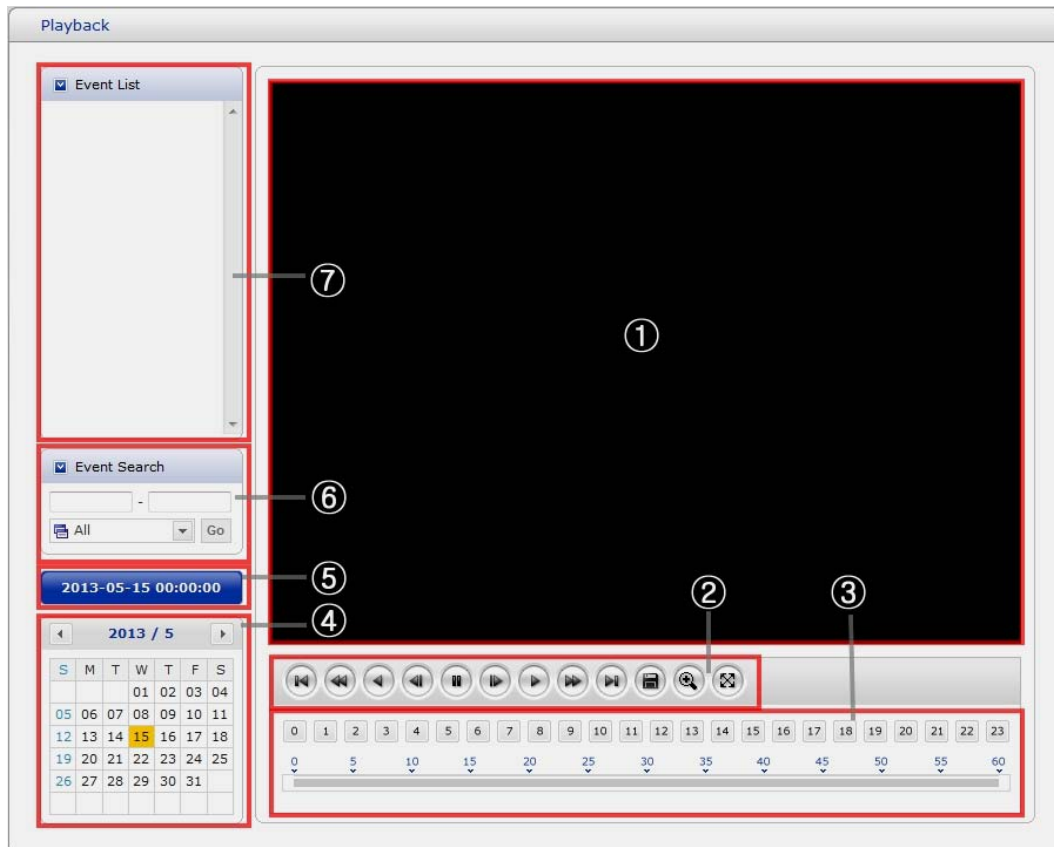 Playback
Event List
⑦
①
Event Search
-
⑥
All
Go
2013-05-15 00:00:00
⑤
②
③
④
2013 / 5
S M T W T F S
01 02 03 04
05 06 07 08 09 10 11
12 13 14 15 16 17 18
19 20 21 22 23 24 25
26 27 28 29 30 31
0 1 2 3 4 5 6 7 8 9 10 11 12 13 14 15 16 17 18 19 20 21 22 23
0 5 10 15 20 25 30 35 40 45 50 55 60